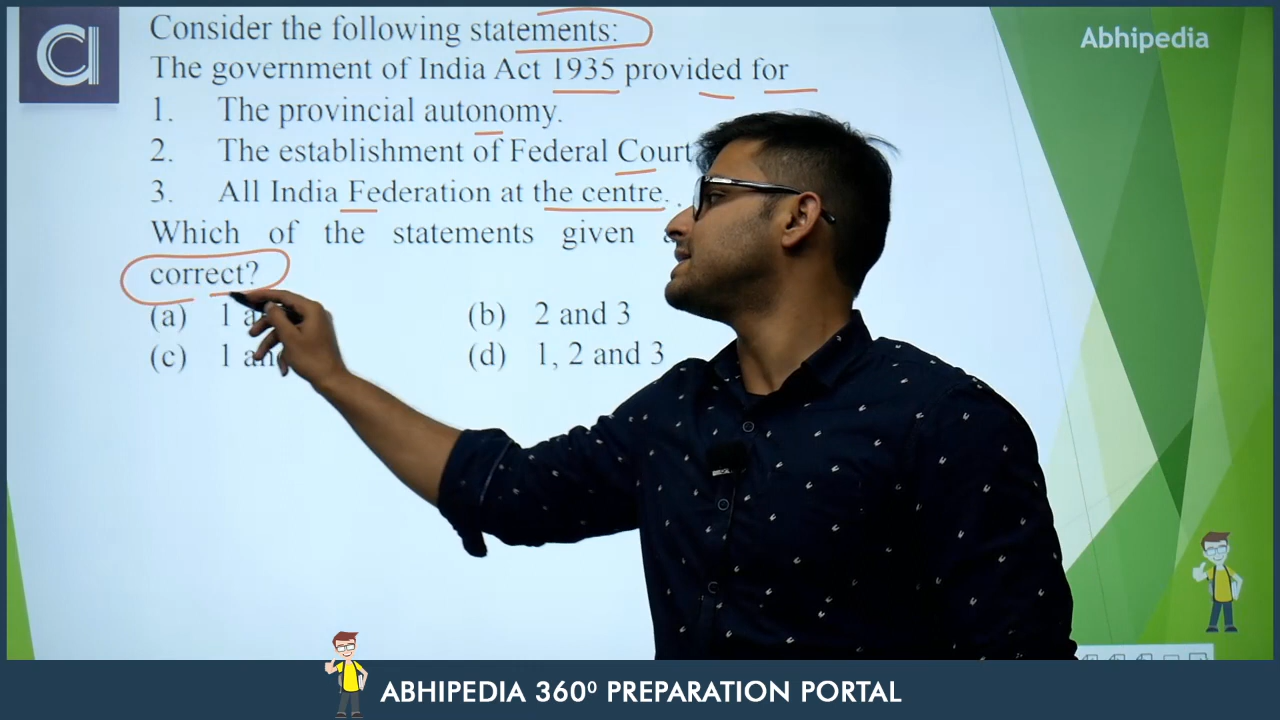 Consider the following statements:
The government of India Act 1935 provided for
1. The provincial autonomy.
2. The establishment of Federal Court
3. All India Federation at the centre.
Which of the statements given
correct?
(a) 1 (b) 2 and 3
(c) 1 (d) 1, 2 and 3
Abhipedia
ABHIPEDIA 360⁰ PREPARATION PORTAL